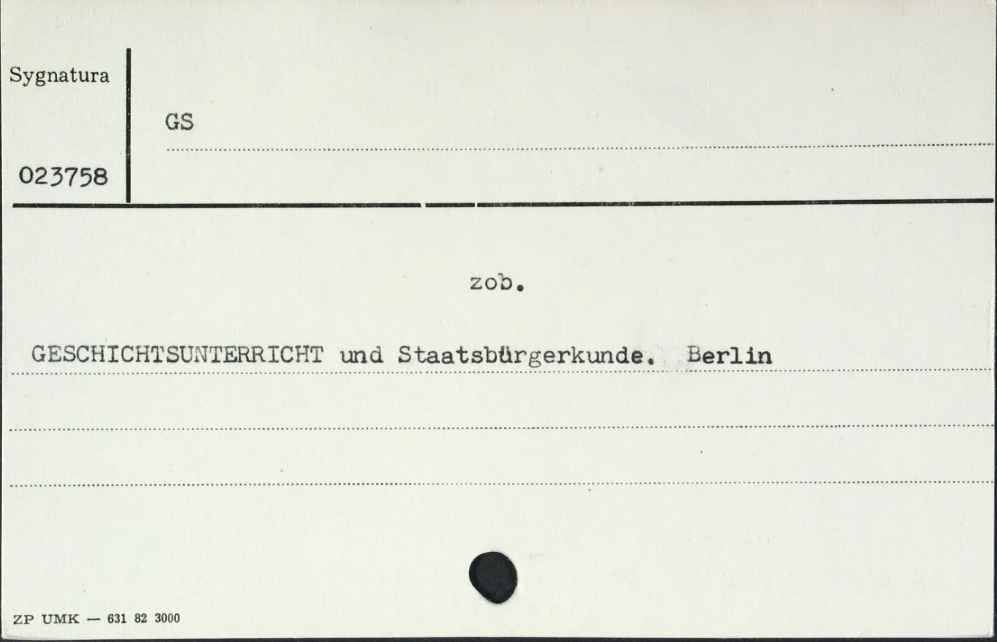 Sygnatura
GS
023758
zob.
GESCHICHTSUNTERRICHT und Staatsbürgerkunde. Berlin
ZP UMK — 631 82 3000